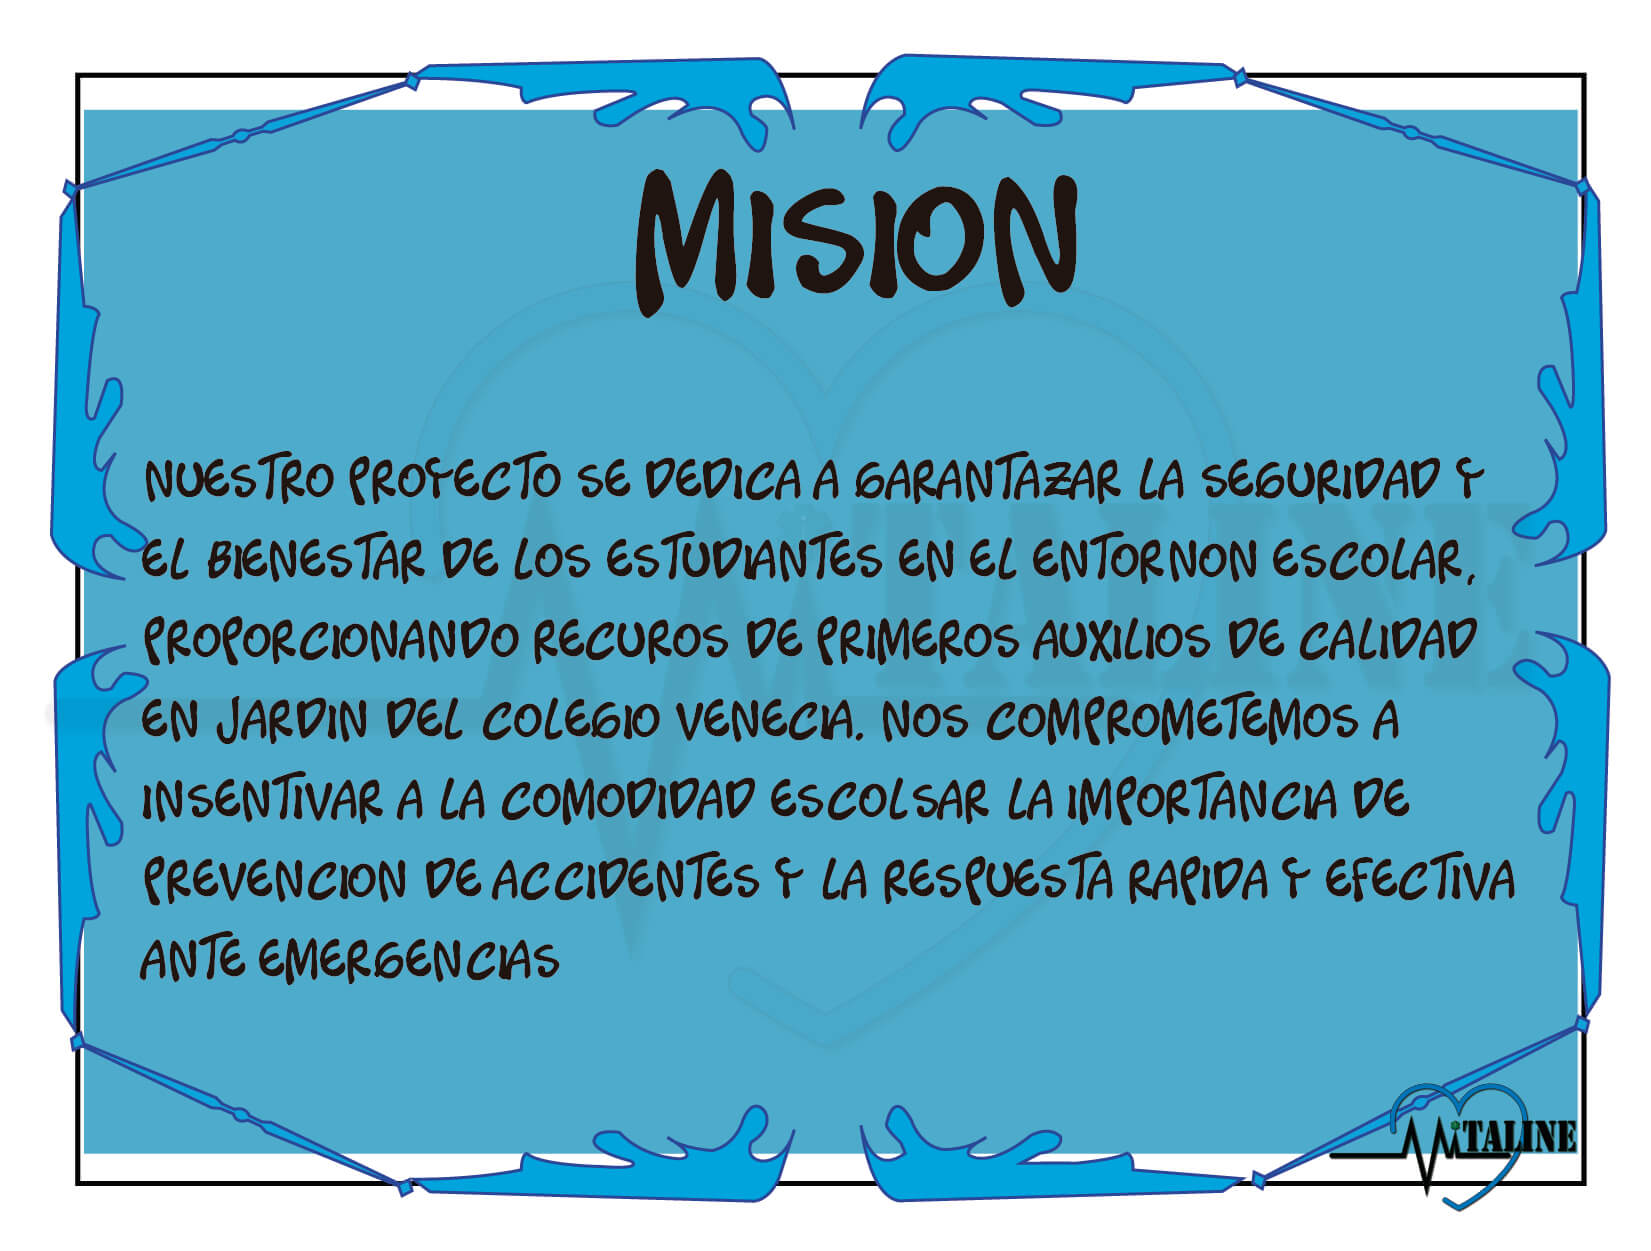 MISION
NUESTRO PROYECTO SE DEDICA A GARANTAZAR LA SEGURIDAD Y
EL BIENESTAR DE LOS ESTUDIANTES EN EL ENTORNON ESCOLAR,
PROPORCIONANDO RECUROS DE PRIMEROS AUXILIOS DE CALIDAD
EN JARDIN DEL COLEGIO VENECIA. NOS COMPROMETEMOS A
INSENTIVAR A LA COMODIDAD ESCOLSAR LA IMPORTANCIA DE
PREVENCION DE ACCIDENTES Y LA RESPUESTA RAPIDA Y EFECTIVA
ANTE EMERGENCIAS
VITALINE